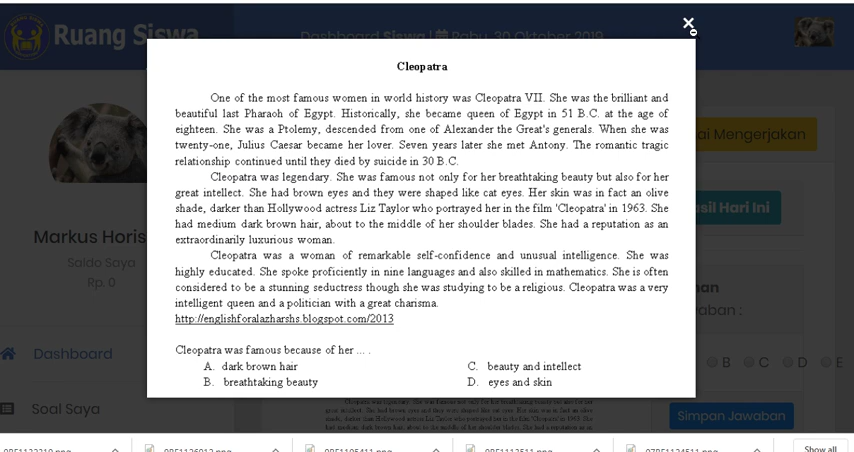 Ruang Siswa
Dashboard Siswa | Rabu, 30 Oktober 2019
Cleopatra
One of the most famous women in world history was Cleopatra VII. She was the brilliant and
beautiful last Pharaoh of Egypt. Historically, she became queen of Egypt in 51 B.C. at the age of
eighteen. She was a Ptolemy, descended from one of Alexander the Great's generals. When she was
twenty-one, Julius Caesar became her lover. Seven years later she met Antony. The romantic tragic
relationship continued until they died by suicide in 30 B.C.
Cleopatra was legendary. She was famous not only for her breathtaking beauty but also for her
great intellect. She had brown eyes and they were shaped like cat eyes. Her skin was in fact an olive
shade, darker than Hollywood actress Liz Taylor who portrayed her in the film 'Cleopatra' in 1963. She
had medium dark brown hair, about to the middle of her shoulder blades. She had a reputation as an
extraordinarily luxurious woman.
Cleopatra was a woman of remarkable self-confidence and unusual intelligence. She was
highly educated. She spoke proficiently in nine languages and also skilled in mathematics. She is often
considered to be a stunning seductress though she was studying to be a religious. Cleopatra was a very
intelligent queen and a politician with a great charisma.
http://englishforalazharshs.blogspot.com/2013
Cleopatra was famous because of her ... .
A. dark brown hair
B. breathtaking beauty
C. beauty and intellect
D. eyes and skin
Markus Horis
Saldo Saya
Rp. 0
Dashboard
Soal Saya
ai Mengerjakan
sil Hari Ini
B C D E
Simpan Jawaban
Show all